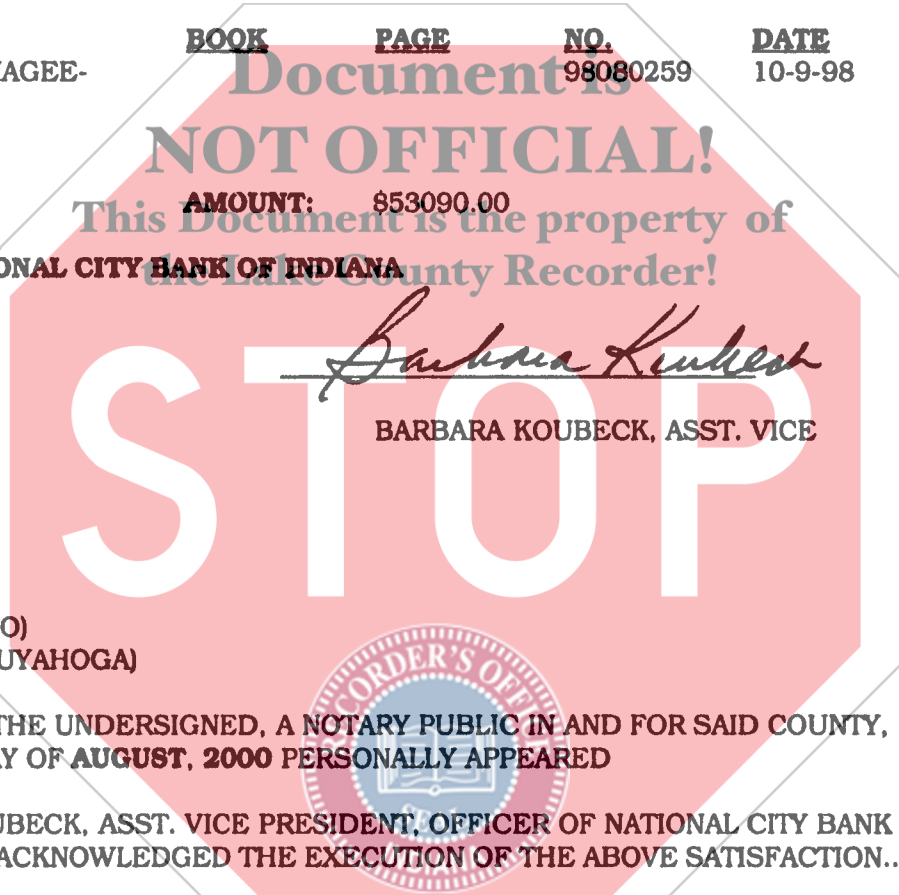 BOOK PAGE NO. DATE
AGEE- 98080259 10-9-98
Document is
NOT OFFICIAL!
AMOUNT: $53090.00
This Document is the property of
ONAL CITY BANK OF INDIANA
the Lake County Recorder!
Barbara Koubeck
BARBARA KOUBECK, ASST. VICE
STOP
O)
UYAHOGA)
RECORDER'S OFFICE
THE UNDERSIGNED, A NOTARY PUBLIC IN AND FOR SAID COUNTY,
Y OF AUGUST, 2000 PERSONALLY APPEARED
SEAL
UBECK, ASST. VICE PRESIDENT, OFFICER OF NATIONAL CITY BANK
ACKNOWLEDGED THE EXECUTION OF THE ABOVE SATISFACTION..
INDIANA